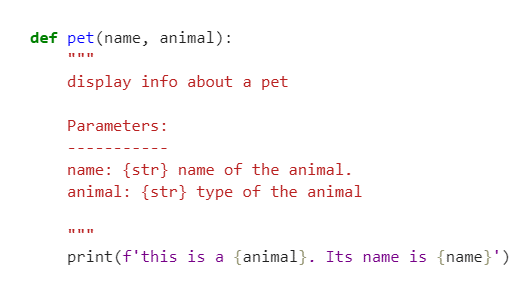 def pet(name, animal):
    """
    display info about a pet

    Parameters:
    -----------
    name: {str} name of the animal.
    animal: {str} type of the animal

    """
    print(f'this is a {animal}. Its name is {name}')